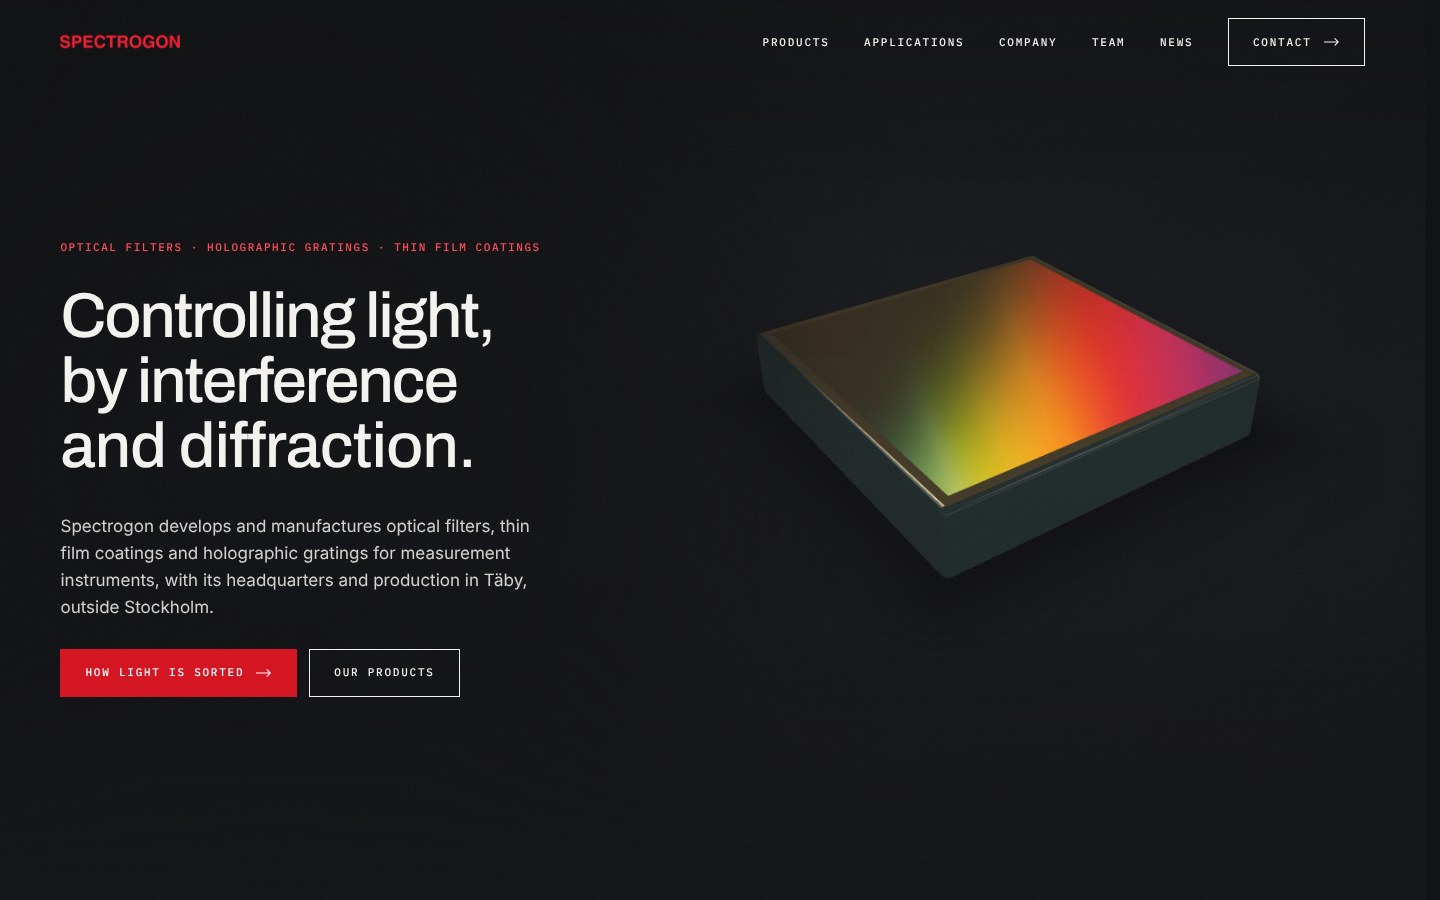 SPECTROGON
PRODUCTS
APPLICATIONS
COMPANY
TEAM
NEWS
CONTACT →
OPTICAL FILTERS · HOLOGRAPHIC GRATINGS · THIN FILM COATINGS
Controlling light,
by interference
and diffraction.
Spectrogon develops and manufactures optical filters, thin
film coatings and holographic gratings for measurement
instruments, with its headquarters and production in Täby,
outside Stockholm.
HOW LIGHT IS SORTED →
OUR PRODUCTS